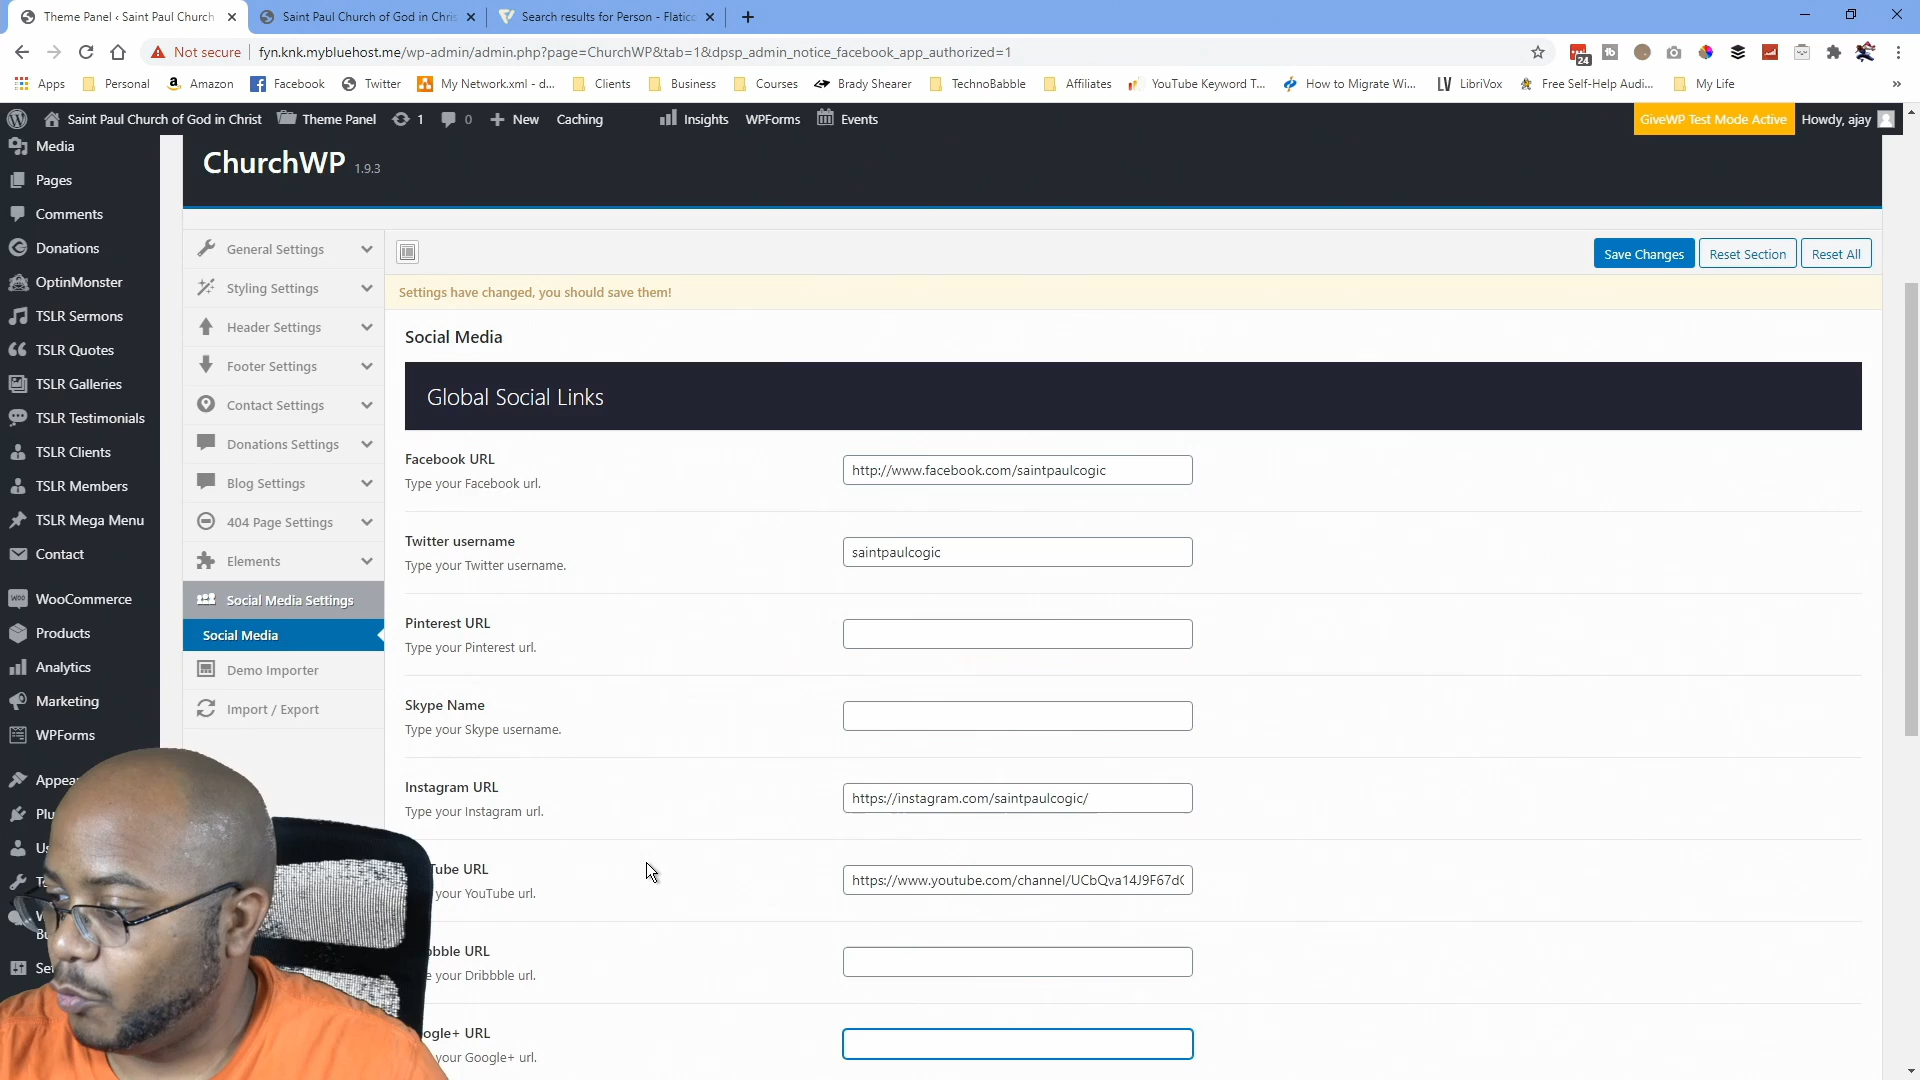 Theme Panel ‹ Saint Paul Church
Saint Paul Church of God in Chris
Search results for Person - Flatico
Not secure
fyn.knk.mybluehost.me/wp-admin/admin.php?page=ChurchWP&tab=1&dpsp_admin_notice_facebook_app_authorized=1
24
Apps
Personal
Amazon
Facebook
Twitter
My Network.xml - d...
Clients
Business
Courses
Brady Shearer
TechnoBabble
Affiliates
YouTube Keyword T...
How to Migrate Wi...
LibriVox
Free Self-Help Audi...
My Life
Saint Paul Church of God in Christ
Theme Panel
1
0
New
Caching
Insights
WPForms
Events
GiveWP Test Mode Active
Howdy, ajay
Media
Pages
Comments
Donations
OptinMonster
TSLR Sermons
TSLR Quotes
TSLR Galleries
TSLR Testimonials
TSLR Clients
TSLR Members
TSLR Mega Menu
Contact
WooCommerce
Products
Analytics
Marketing
WPForms
Appea
Plu
ChurchWP 1.9.3
General Settings
Styling Settings
Header Settings
Footer Settings
Contact Settings
Donations Settings
Blog Settings
404 Page Settings
Elements
Social Media Settings
Social Media
Demo Importer
Import / Export
Save Changes
Reset Section
Reset All
Settings have changed, you should save them!
Social Media
Global Social Links
Facebook URL
Type your Facebook url.
http://www.facebook.com/saintpaulcogic
Twitter username
Type your Twitter username.
saintpaulcogic
Pinterest URL
Type your Pinterest url.
Skype Name
Type your Skype username.
Instagram URL
Type your Instagram url.
https://instagram.com/saintpaulcogic/
Tube URL
your YouTube url.
https://www.youtube.com/channel/UCbQva14J9F67d
bbble URL
e your Dribbble url.
ogle+ URL
your Google+ url.